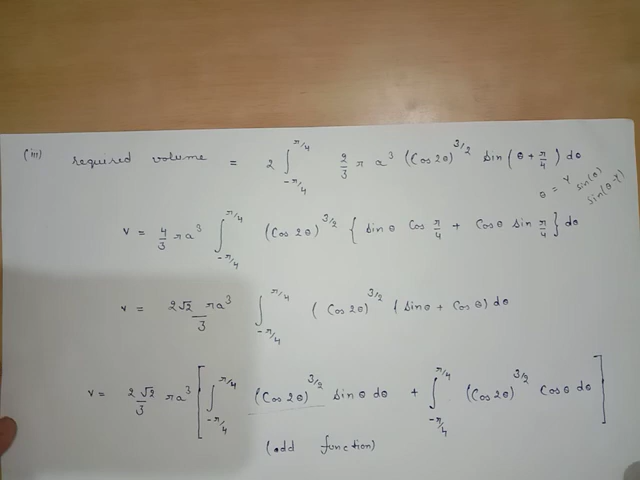 (iii) required volume = 2 ∫_{-π/4}^{π/4} 2/3 π a^3 (Cos 2θ)^{3/2} Sin (θ + π/4) dθ
θ = γ
sin(θ)
sin(θ-γ)
V = 4/3 π a^3 ∫_{-π/4}^{π/4} (Cos 2θ)^{3/2} { Sin θ Cos π/4 + Cos θ Sin π/4 } dθ
V = 2√2/3 π a^3 ∫_{-π/4}^{π/4} ( Cos 2θ)^{3/2} ( Sin θ + Cos θ) dθ
V = 2√2/3 π a^3 [ ∫_{-π/4}^{π/4} (Cos 2θ)^{3/2} Sin θ dθ + ∫_{-π/4}^{π/4} (Cos 2θ)^{3/2} Cos θ dθ ]
(odd function)